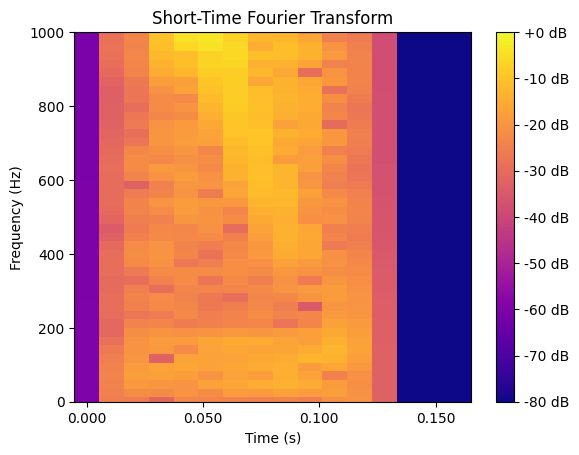 Short-Time Fourier Transform
1000
800
600
400
200
0
Frequency (Hz)
0.000
0.050
0.100
0.150
Time (s)
+0 dB
-10 dB
-20 dB
-30 dB
-40 dB
-50 dB
-60 dB
-70 dB
-80 dB